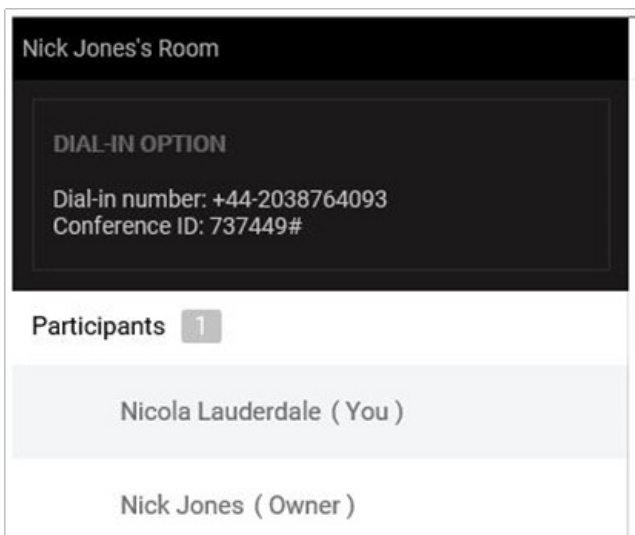 Nick Jones's Room
DIAL-IN OPTION
Dial-in number: +44-2038764093
Conference ID: 737449#
Participants 1
Nicola Lauderdale ( You )
Nick Jones ( Owner )